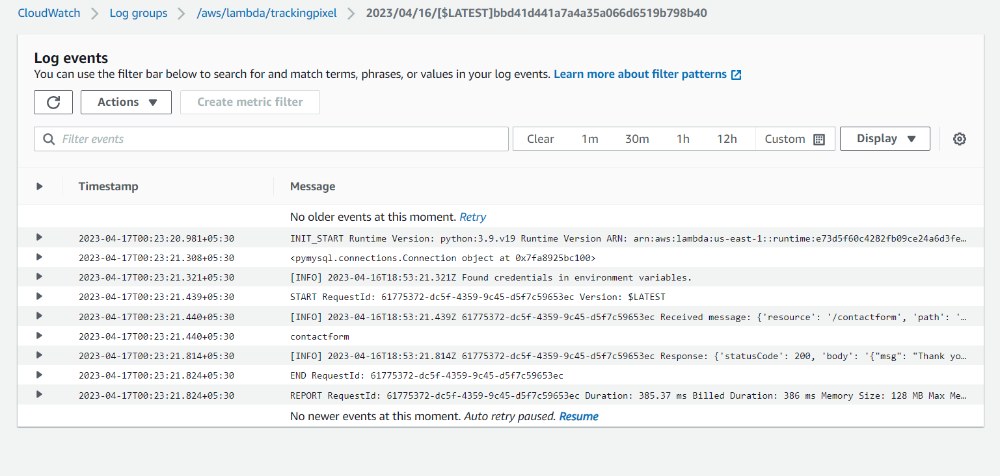 CloudWatch > Log groups > /aws/lambda/trackingpixel > 2023/04/16/[$LATEST]bbd41d441a7a4a35a066d6519b798b40
Log events
You can use the filter bar below to search for and match terms, phrases, or values in your log events. Learn more about filter patterns
Actions Create metric filter
Filter events Clear 1m 30m 1h 12h Custom Display
Timestamp Message
No older events at this moment. Retry
2023-04-17T00:23:20.981+05:30 INIT_START Runtime Version: python:3.9.v19 Runtime Version ARN: arn:aws:lambda:us-east-1::runtime:e73d5f60c4282fb09ce24a6d3fe…
2023-04-17T00:23:21.308+05:30 <pymysql.connections.Connection object at 0x7fa8925bc100>
2023-04-17T00:23:21.321+05:30 [INFO] 2023-04-16T18:53:21.321Z Found credentials in environment variables.
2023-04-17T00:23:21.439+05:30 START RequestId: 61775372-dc5f-4359-9c45-d5f7c59653ec Version: $LATEST
2023-04-17T00:23:21.440+05:30 [INFO] 2023-04-16T18:53:21.439Z 61775372-dc5f-4359-9c45-d5f7c59653ec Received message: {'resource': '/contactform', 'path': '…
2023-04-17T00:23:21.440+05:30 contactform
2023-04-17T00:23:21.814+05:30 [INFO] 2023-04-16T18:53:21.814Z 61775372-dc5f-4359-9c45-d5f7c59653ec Response: {'statusCode': 200, 'body': '{"msg": "Thank yo…
2023-04-17T00:23:21.824+05:30 END RequestId: 61775372-dc5f-4359-9c45-d5f7c59653ec
2023-04-17T00:23:21.824+05:30 REPORT RequestId: 61775372-dc5f-4359-9c45-d5f7c59653ec Duration: 385.37 ms Billed Duration: 386 ms Memory Size: 128 MB Max Me…
No newer events at this moment. Auto retry paused. Resume